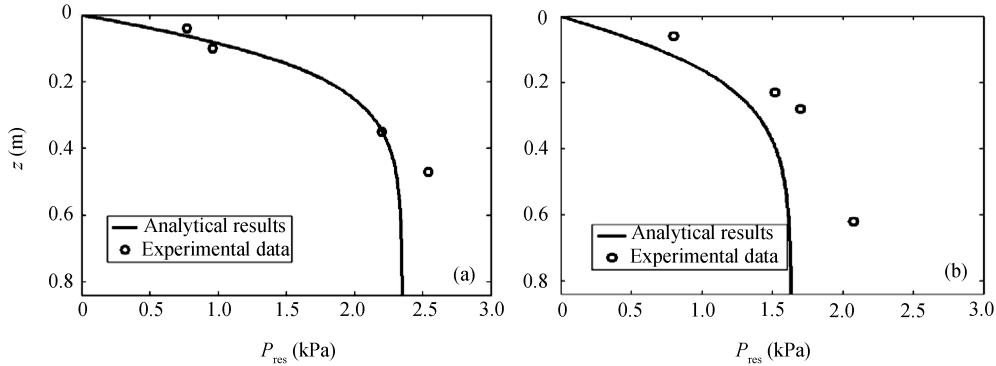 0
0.2
0.4
0.6
0.8
z (m)
0 0.5 1.0 1.5 2.0 2.5 3.0
Pres (kPa)
Analytical results
Experimental data
(a)
0
0.2
0.4
0.6
0.8
0 0.5 1.0 1.5 2.0 2.5 3.0
Pres (kPa)
Analytical results
Experimental data
(b)